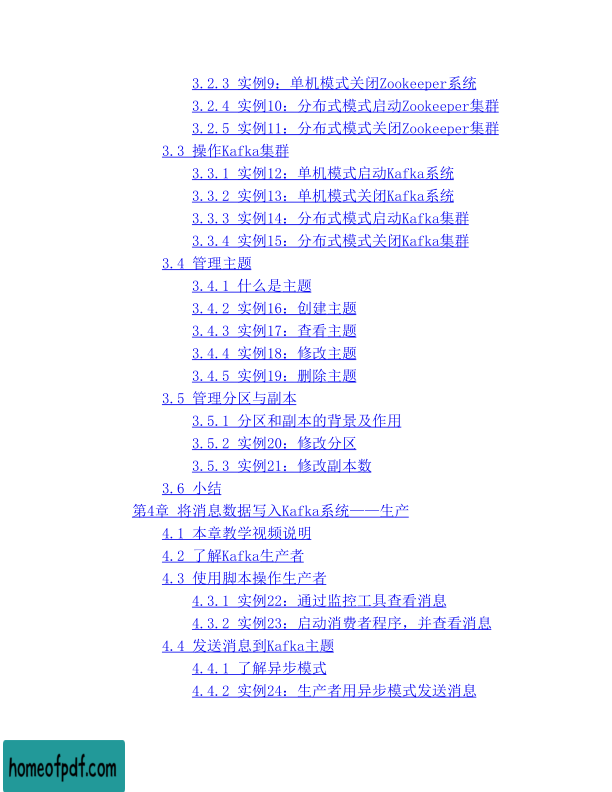 3.2.3 实例9：单机模式关闭Zookeeper系统
3.2.4 实例10：分布式模式启动Zookeeper集群
3.2.5 实例11：分布式模式关闭Zookeeper集群
3.3 操作Kafka集群
3.3.1 实例12：单机模式启动Kafka系统
3.3.2 实例13：单机模式关闭Kafka系统
3.3.3 实例14：分布式模式启动Kafka集群
3.3.4 实例15：分布式模式关闭Kafka集群
3.4 管理主题
3.4.1 什么是主题
3.4.2 实例16：创建主题
3.4.3 实例17：查看主题
3.4.4 实例18：修改主题
3.4.5 实例19：删除主题
3.5 管理分区与副本
3.5.1 分区和副本的背景及作用
3.5.2 实例20：修改分区
3.5.3 实例21：修改副本数
3.6 小结
第4章 将消息数据写入Kafka系统——生产
4.1 本章教学视频说明
4.2 了解Kafka生产者
4.3 使用脚本操作生产者
4.3.1 实例22：通过监控工具查看消息
4.3.2 实例23：启动消费者程序，并查看消息
4.4 发送消息到Kafka主题
4.4.1 了解异步模式
4.4.2 实例24：生产者用异步模式发送消息
homeofpdf.com